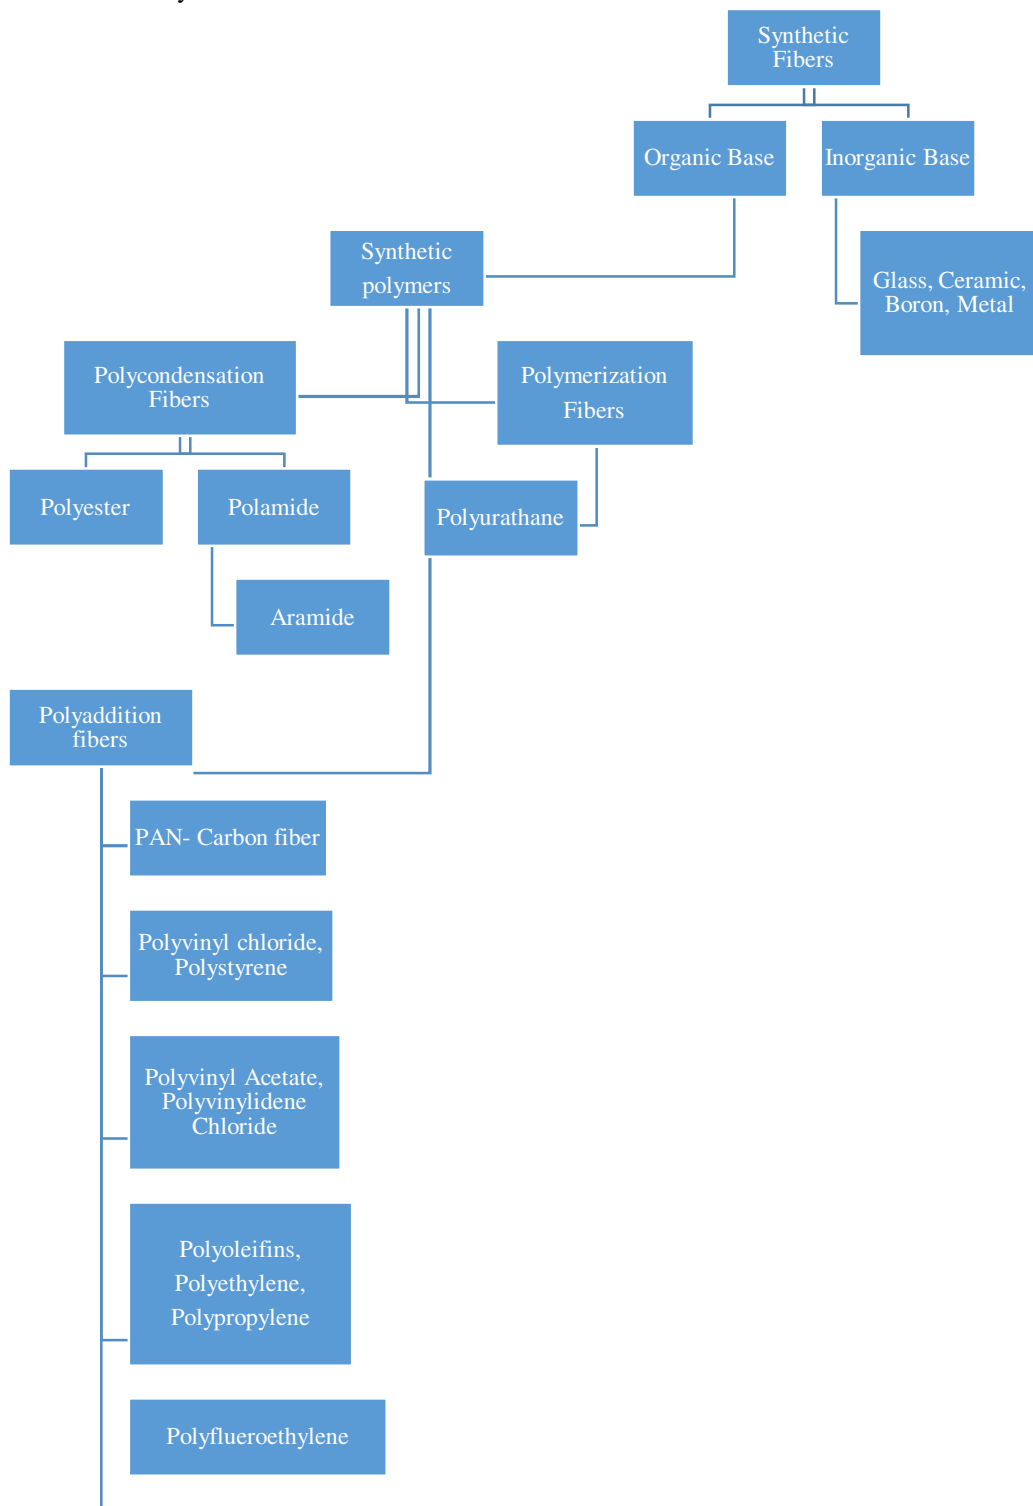 Synthetic
Fibers
Organic Base
Inorganic Base
Synthetic
polymers
Glass, Ceramic,
Boron, Metal
Polycondensation
Fibers
Polymerization
Fibers
Polyester
Polamide
Polyurathane
Aramide
Polyaddition
fibers
PAN- Carbon fiber
Polyvinyl chloride,
Polystyrene
Polyvinyl Acetate,
Polyvinylidene
Chloride
Polyoleifins,
Polyethylene,
Polypropylene
Polyflueroethylene